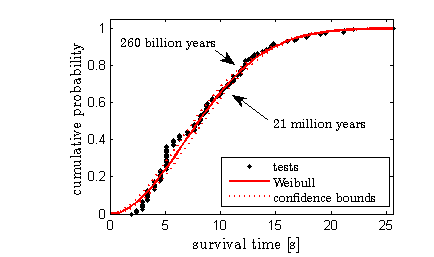 1
0.8
0.6
0.4
0.2
0
cumulative probability
260 billion years
21 million years
tests
Weibull
confidence bounds
0 5 10 15 20 25
survival time [s]